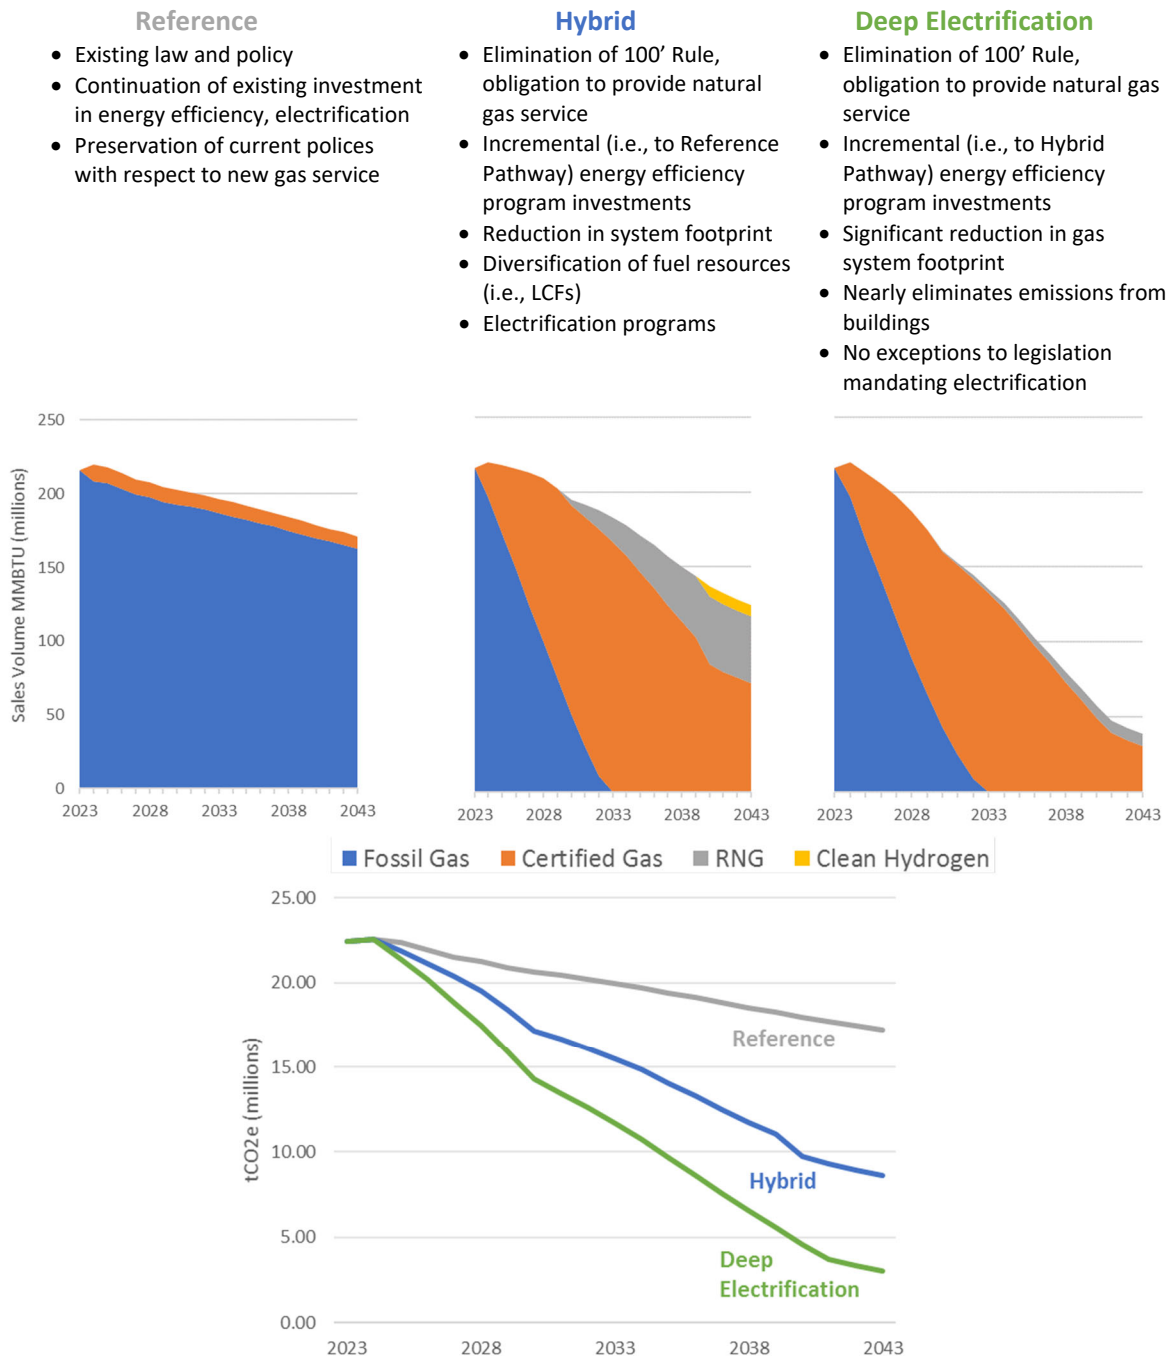 Reference
• Existing law and policy
• Continuation of existing investment
in energy efficiency, electrification
• Preservation of current polices
with respect to new gas service
Hybrid
• Elimination of 100’ Rule,
obligation to provide natural
gas service
• Incremental (i.e., to Reference
Pathway) energy efficiency
program investments
• Reduction in system footprint
• Diversification of fuel resources
(i.e., LCFs)
• Electrification programs
Deep Electrification
• Elimination of 100’ Rule,
obligation to provide natural gas
service
• Incremental (i.e., to Hybrid
Pathway) energy efficiency
program investments
• Significant reduction in gas
system footprint
• Nearly eliminates emissions from
buildings
• No exceptions to legislation
mandating electrification
Sales Volume MMBTU (millions)
250
200
150
100
50
0
2023 2028 2033 2038 2043
2023 2028 2033 2038 2043
2023 2028 2033 2038 2043
Fossil Gas Certified Gas RNG Clean Hydrogen
tCO2e (millions)
25.00
20.00
15.00
10.00
5.00
0.00
Reference
Hybrid
Deep
Electrification
2023 2028 2033 2038 2043